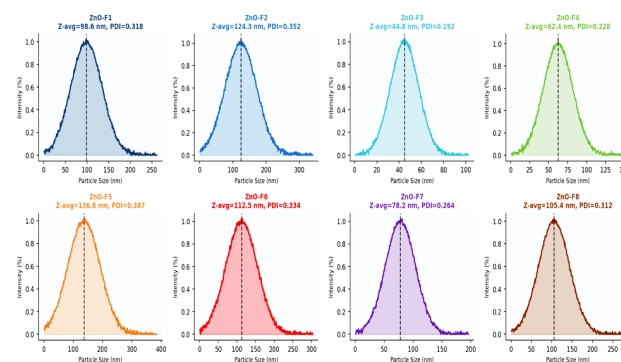 ZnO-F1
Z-avg=98.6 nm, PDI=0.318
Intensity (%)
1.0
0.8
0.6
0.4
0.2
0.0
0 50 100 150 200 250
Particle Size (nm)
ZnO-F2
Z-avg=124.3 nm, PDI=0.352
Intensity (%)
1.0
0.8
0.6
0.4
0.2
0.0
0 100 200 300
Particle Size (nm)
ZnO-F3
Z-avg=44.8 nm, PDI=0.192
Intensity (%)
1.0
0.8
0.6
0.4
0.2
0.0
0 20 40 60 80 100
Particle Size (nm)
ZnO-F4
Z-avg=62.4 nm, PDI=0.228
Intensity (%)
1.0
0.8
0.6
0.4
0.2
0.0
0 25 50 75 100 125
Particle Size (nm)
ZnO-F5
Z-avg=136.8 nm, PDI=0.387
Intensity (%)
1.0
0.8
0.6
0.4
0.2
0.0
0 100 200 300 400
Particle Size (nm)
ZnO-F6
Z-avg=112.5 nm, PDI=0.334
Intensity (%)
1.0
0.8
0.6
0.4
0.2
0.0
0 50 100 150 200 250 300
Particle Size (nm)
ZnO-F7
Z-avg=78.2 nm, PDI=0.264
Intensity (%)
1.0
0.8
0.6
0.4
0.2
0.0
0 50 100 150 200
Particle Size (nm)
ZnO-F8
Z-avg=105.4 nm, PDI=0.312
Intensity (%)
1.0
0.8
0.6
0.4
0.2
0.0
0 50 100 150 200 250
Particle Size (nm)